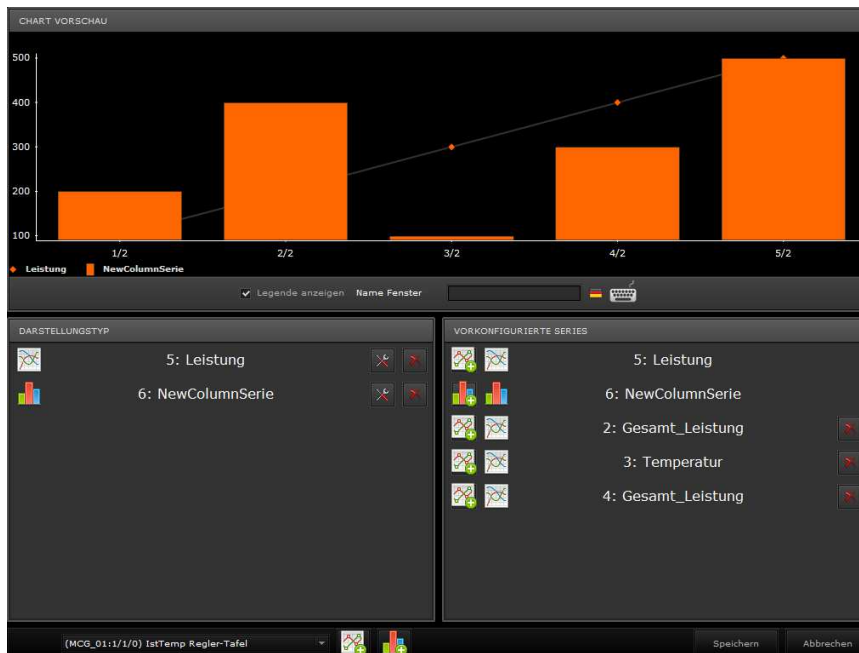 CHART VORSCHAU
500
400
300
200
100
1/2 2/2 3/2 4/2 5/2
Leistung NewColumnSerie
Legende anzeigen Name Fenster
DARSTELLUNGSTYP
5: Leistung
6: NewColumnSerie
VORKONFIGURIERTE SERIES
5: Leistung
6: NewColumnSerie
2: Gesamt_Leistung
3: Temperatur
4: Gesamt_Leistung
(MCG_01:1/1/0) IstTemp Regler-Tafel
Speichern Abbrechen